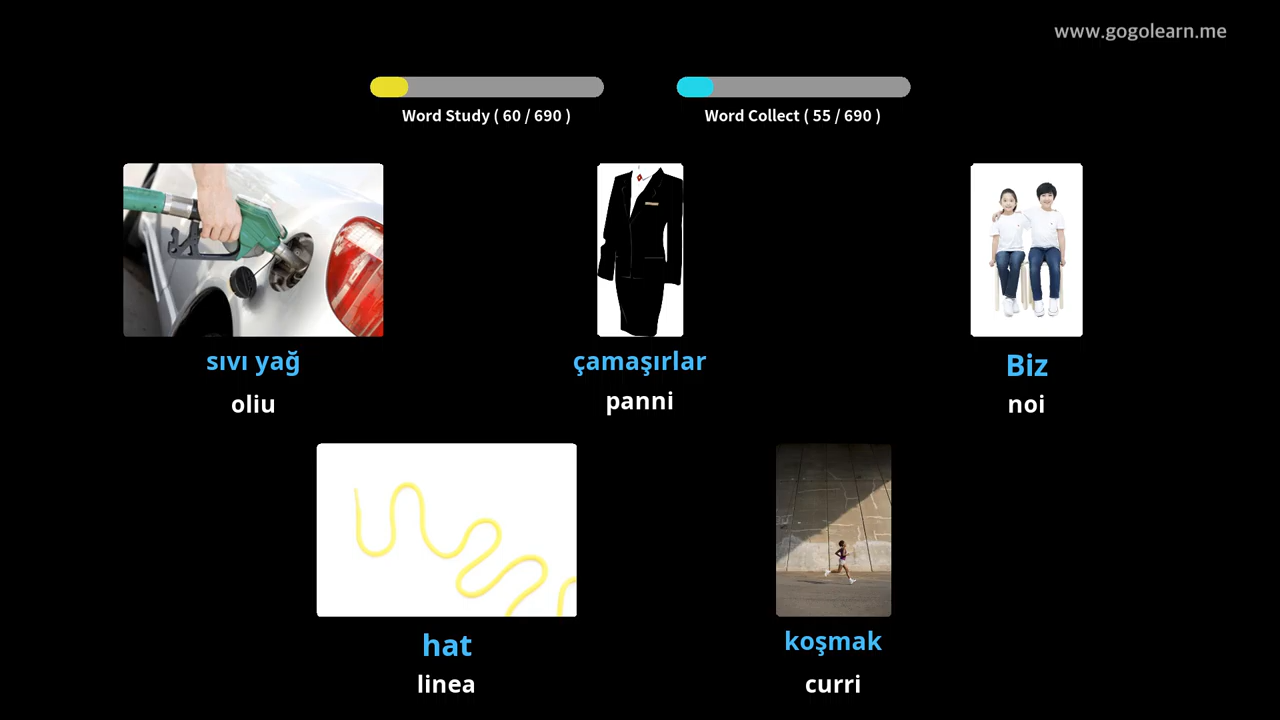 www.gogolearn.me
Word Study ( 60 / 690 )
Word Collect ( 55 / 690 )
sıvı yağ
oliu
çamaşırlar
panni
Biz
noi
hat
linea
koşmak
curri